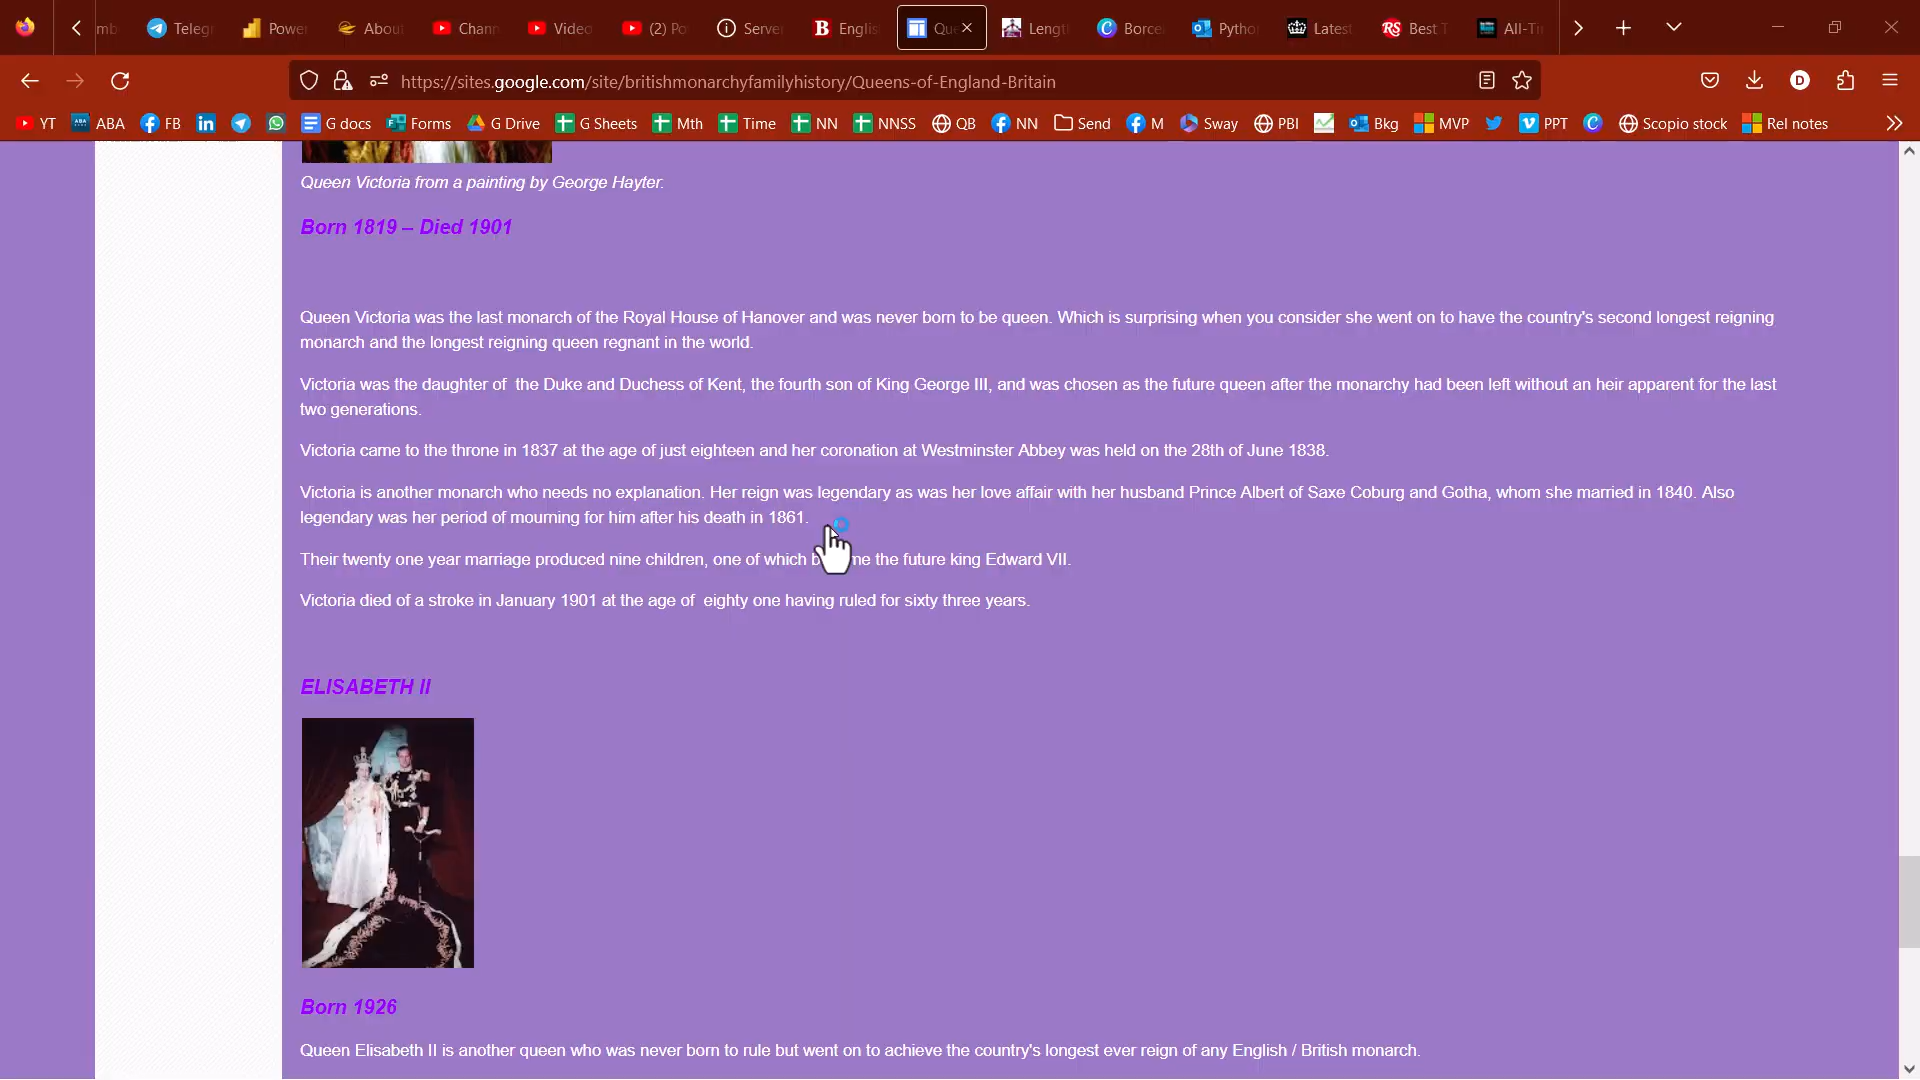 Teleg
Power
About
Chann
Video
(2) Po
Server
Englis
Que
Length
Borce
Pytho
Latest
Best T
All-Ti
https://sites.google.com/site/britishmonarchyfamilyhistory/Queens-of-England-Britain
D
YT ABA FB G docs Forms G Drive G Sheets Mth Time NN NNSS QB NN Send M Sway PBI Bkg MVP PPT Scopio stock Rel notes
Queen Victoria from a painting by George Hayter.
Born 1819 – Died 1901
Queen Victoria was the last monarch of the Royal House of Hanover and was never born to be queen. Which is surprising when you consider she went on to have the country's second longest reigning
monarch and the longest reigning queen regnant in the world.
Victoria was the daughter of the Duke and Duchess of Kent, the fourth son of King George III, and was chosen as the future queen after the monarchy had been left without an heir apparent for the last
two generations.
Victoria came to the throne in 1837 at the age of just eighteen and her coronation at Westminster Abbey was held on the 28th of June 1838.
Victoria is another monarch who needs no explanation. Her reign was legendary as was her love affair with her husband Prince Albert of Saxe Coburg and Gotha, whom she married in 1840. Also
legendary was her period of mourning for him after his death in 1861.
Their twenty one year marriage produced nine children, one of which the future king Edward VII.
Victoria died of a stroke in January 1901 at the age of eighty one having ruled for sixty three years.
ELISABETH II
Born 1926
Queen Elisabeth II is another queen who was never born to rule but went on to achieve the country's longest ever reign of any English / British monarch.